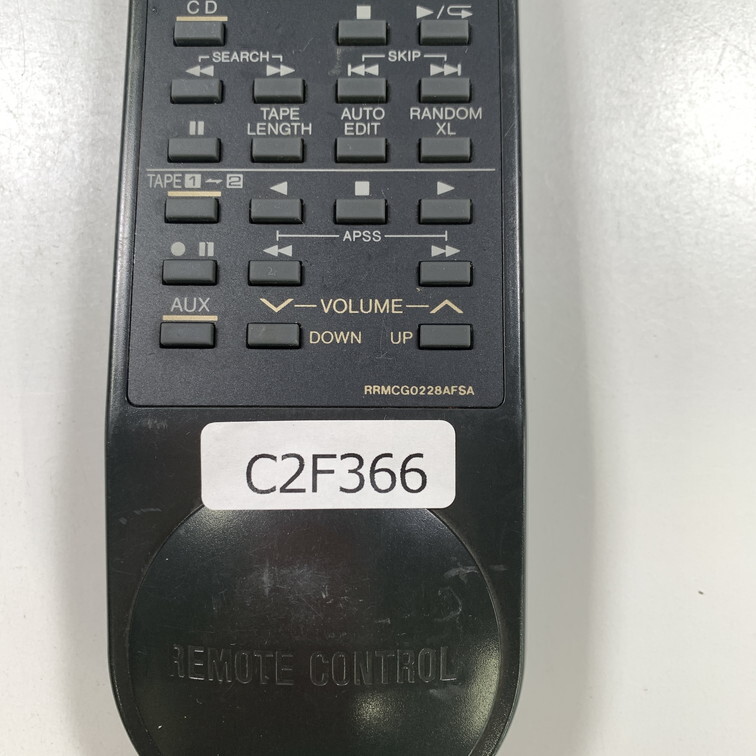 CD
SEARCH SKIP
TAPE LENGTH AUTO EDIT RANDOM XL
TAPE 1 2
APSS
AUX VOLUME
DOWN UP
RRMCG0228AFSA
C2F366
REMOTE CONTROL